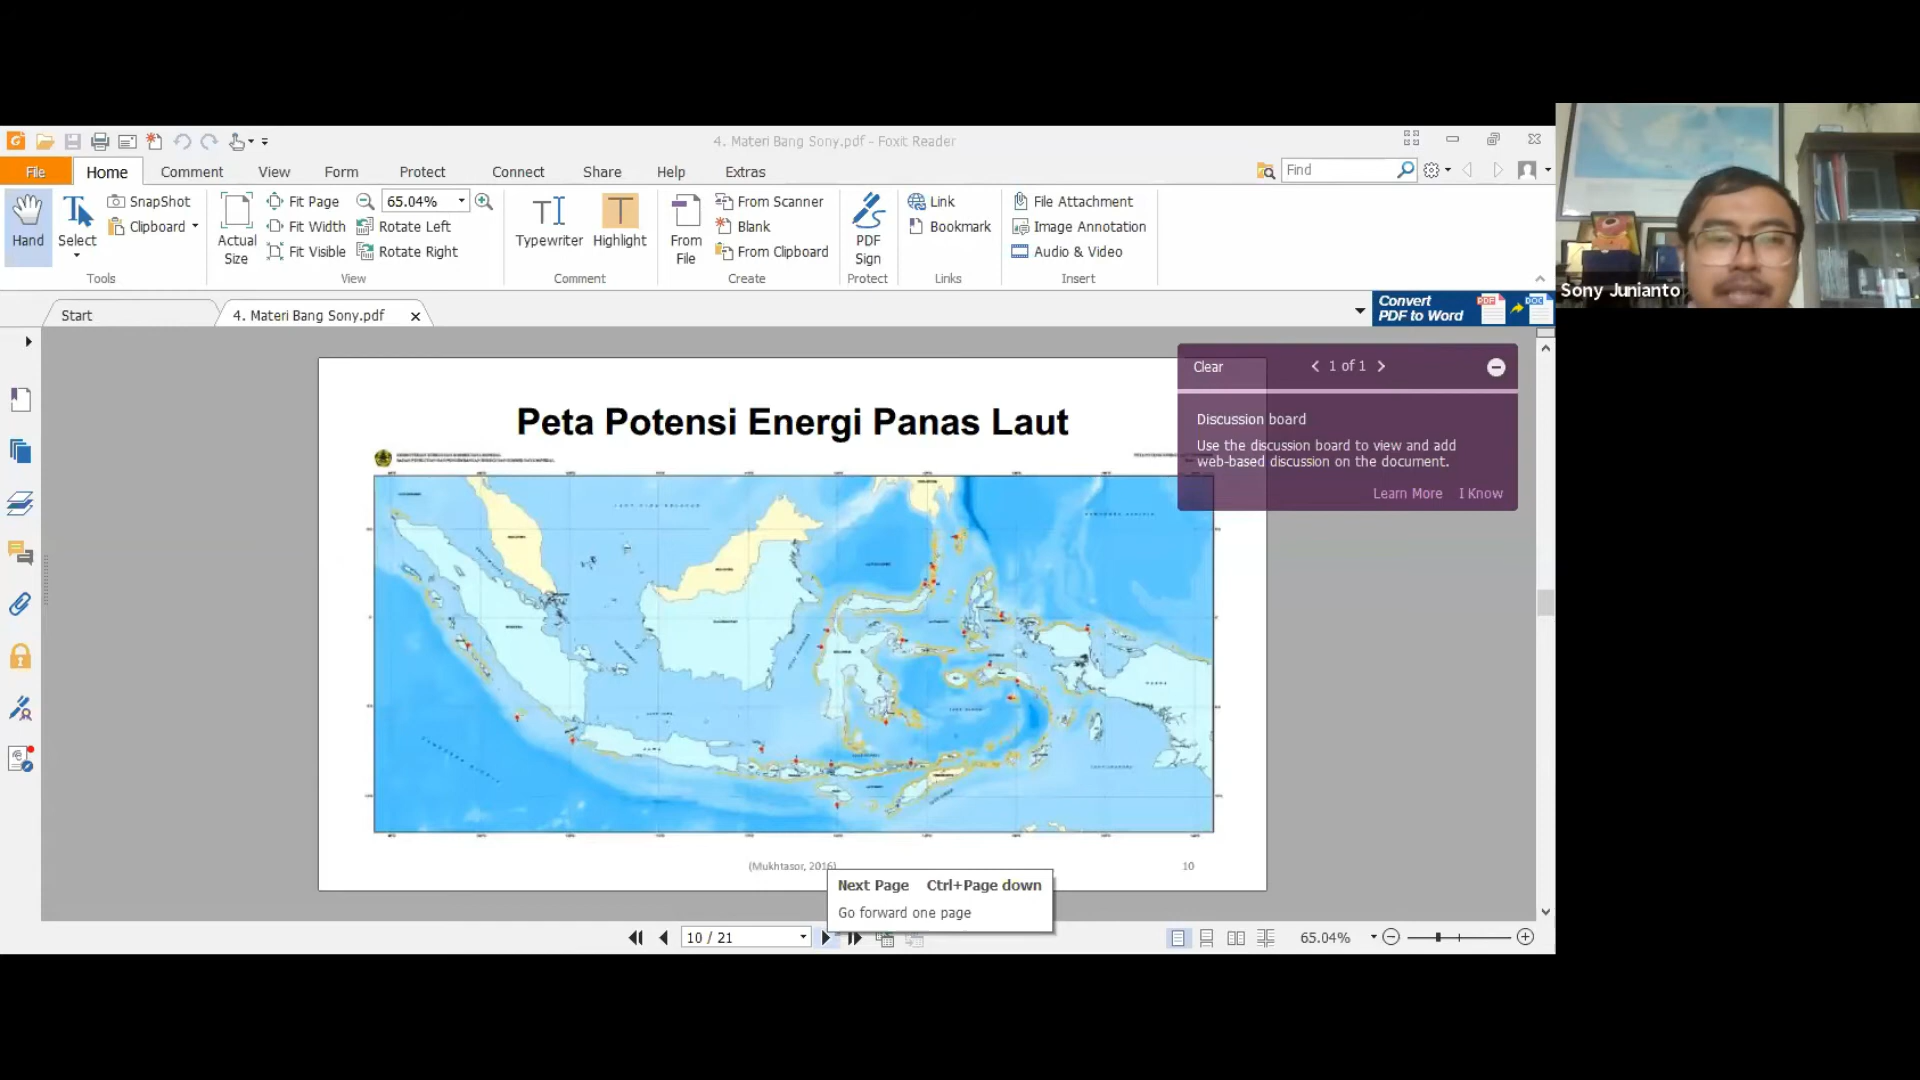 4. Materi Bang Sony.pdf - Foxit Reader
File Home Comment View Form Protect Connect Share Help Extras
Find
Hand
Select
SnapShot
Clipboard
Tools
Actual Size
Fit Page
Fit Width
Fit Visible
65.04%
Rotate Left
Rotate Right
View
Typewriter
Highlight
Comment
From File
From Scanner
Blank
From Clipboard
Create
PDF Sign
Protect
Link
Bookmark
Links
File Attachment
Image Annotation
Audio & Video
Insert
Sony Junianto
Start
4. Materi Bang Sony.pdf
Convert
PDF to Word
PDF
DOC
Clear
1 of 1
Discussion board
Use the discussion board to view and add
web-based discussion on the document.
Learn More I Know
Peta Potensi Energi Panas Laut
(Mukhtasor, 2016)
10
Next Page Ctrl+Page down
Go forward one page
10 / 21
65.04%